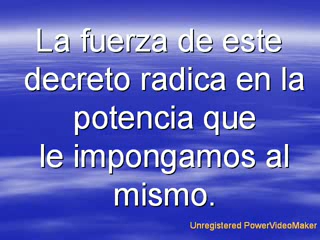 La fuerza de este
decreto radica en la
potencia que
le impongamos al
mismo.
Unregistered PowerVideoMaker